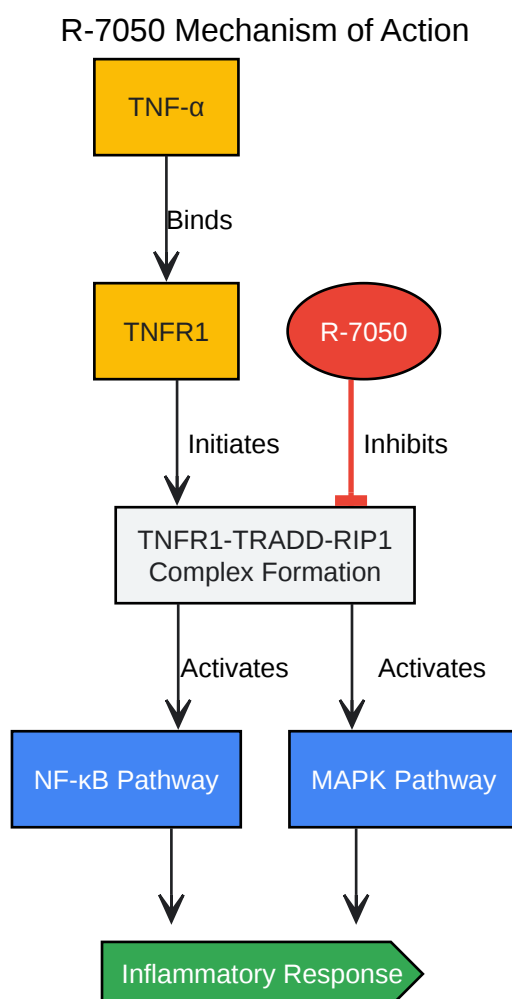 R-7050 Mechanism of Action
TNF-α
Binds
TNFR1
R-7050
Initiates
Inhibits
TNFR1-TRADD-RIP1
Complex Formation
Activates
Activates
NF-κB Pathway
MAPK Pathway
Inflammatory Response